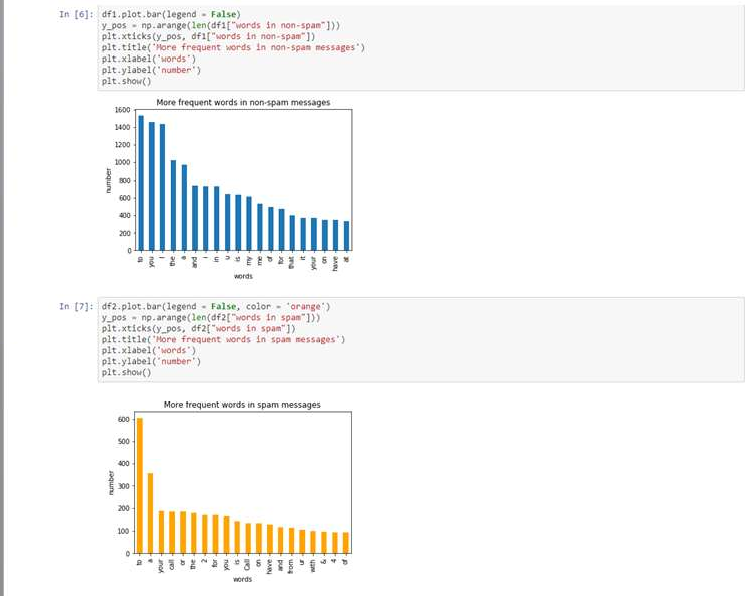 In [6]: df1.plot.bar(legend = False)
y_pos = np.arange(len(df1["words in non-spam"]))
plt.xticks(y_pos, df1["words in non-spam"])
plt.title('More frequent words in non-spam messages')
plt.xlabel('words')
plt.ylabel('number')
plt.show()
More frequent words in non-spam messages
1600
1400
1200
1000
800
600
400
200
0
number
to you I the a and i in u is my me of for that it your on have at
words
In [7]: df2.plot.bar(legend = False, color = 'orange')
y_pos = np.arange(len(df2["words in spam"]))
plt.xticks(y_pos, df2["words in spam"])
plt.title('More frequent words in spam messages')
plt.xlabel('words')
plt.ylabel('number')
plt.show()
More frequent words in spam messages
600
500
400
300
200
100
0
number
to a your call or the 2 for you is Call on have and from ur with & 4 of
words